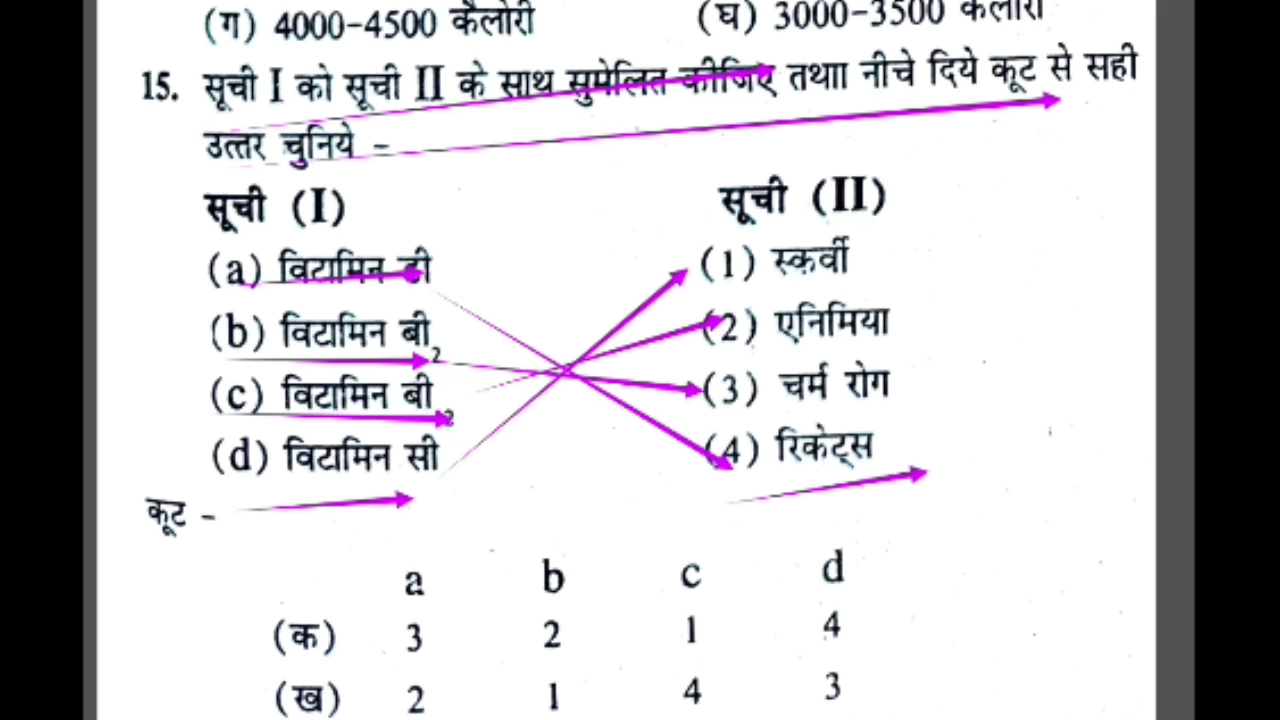 (ग) 4000-4500 कैलोरी (घ) 3000-3500 कैलोरी
15. सूची I को सूची II के साथ सुमेलित कीजिए तथाा नीचे दिये कूट से सही
उत्तर चुनिये -
सूची (I) सूची (II)
(a) विटामिन डी (1) स्कर्वी
(b) विटामिन बी₂ (2) एनिमिया
(c) विटामिन बी (3) चर्म रोग
(d) विटामिन सी (4) रिकेट्स
कूट -
a b c d
(क) 3 2 1 4
(ख) 2 1 4 3